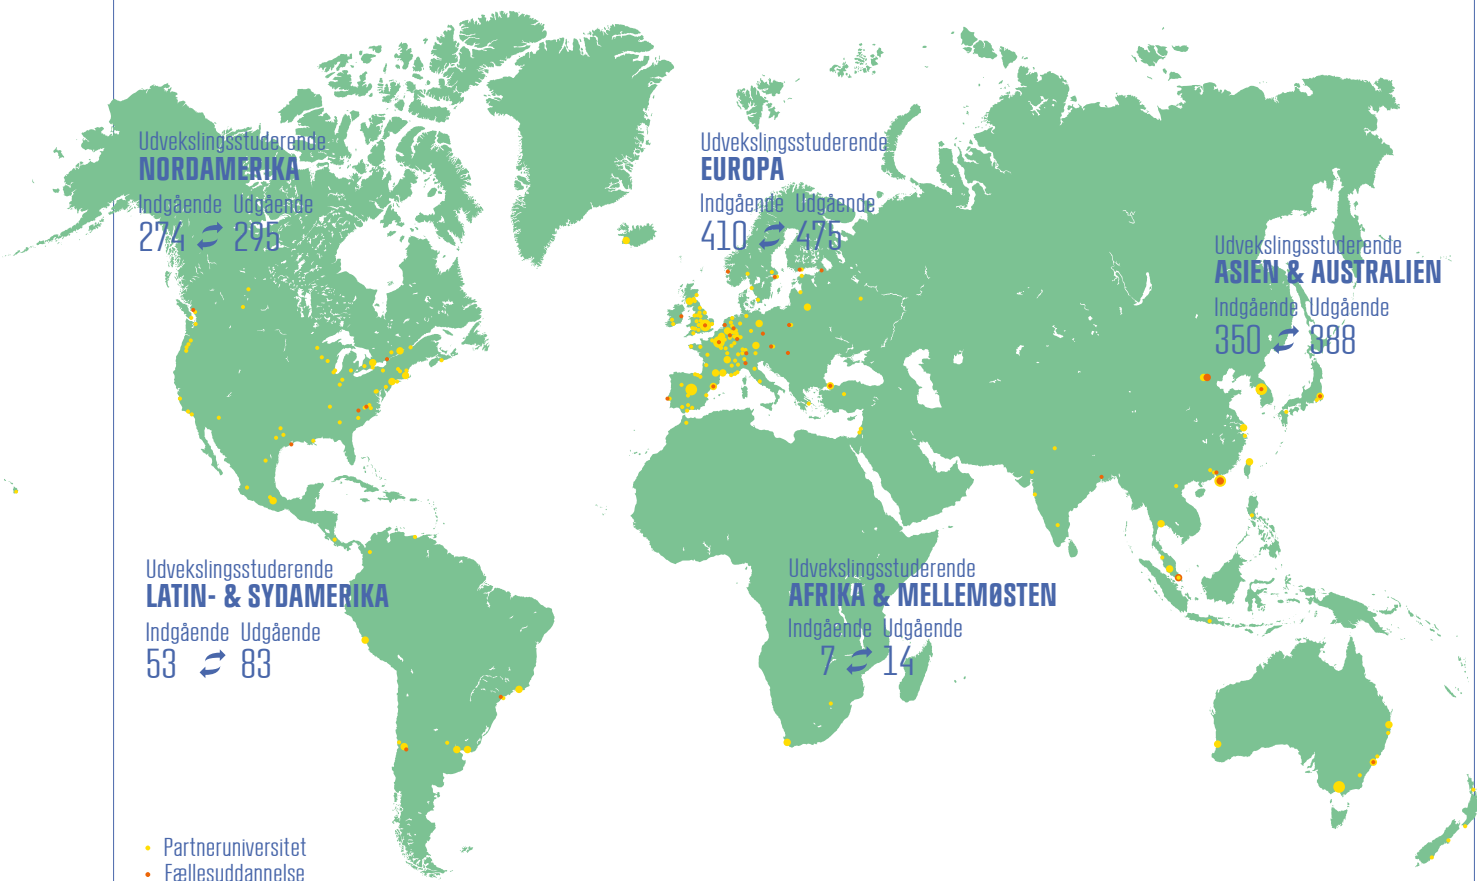 Udvekslingsstuderende
NORDAMERIKA
Indgående Udgående
274 295
Udvekslingsstuderende
EUROPA
Indgående Udgående
410 475
Udvekslingsstuderende
ASIEN & AUSTRALIEN
Indgående Udgående
350 388
Udvekslingsstuderende
LATIN- & SYDAMERIKA
Indgående Udgående
53 83
Udvekslingsstuderende
AFRIKA & MELLEMØSTEN
Indgående Udgående
7 14
Partneruniversitet
Fællesuddannelse